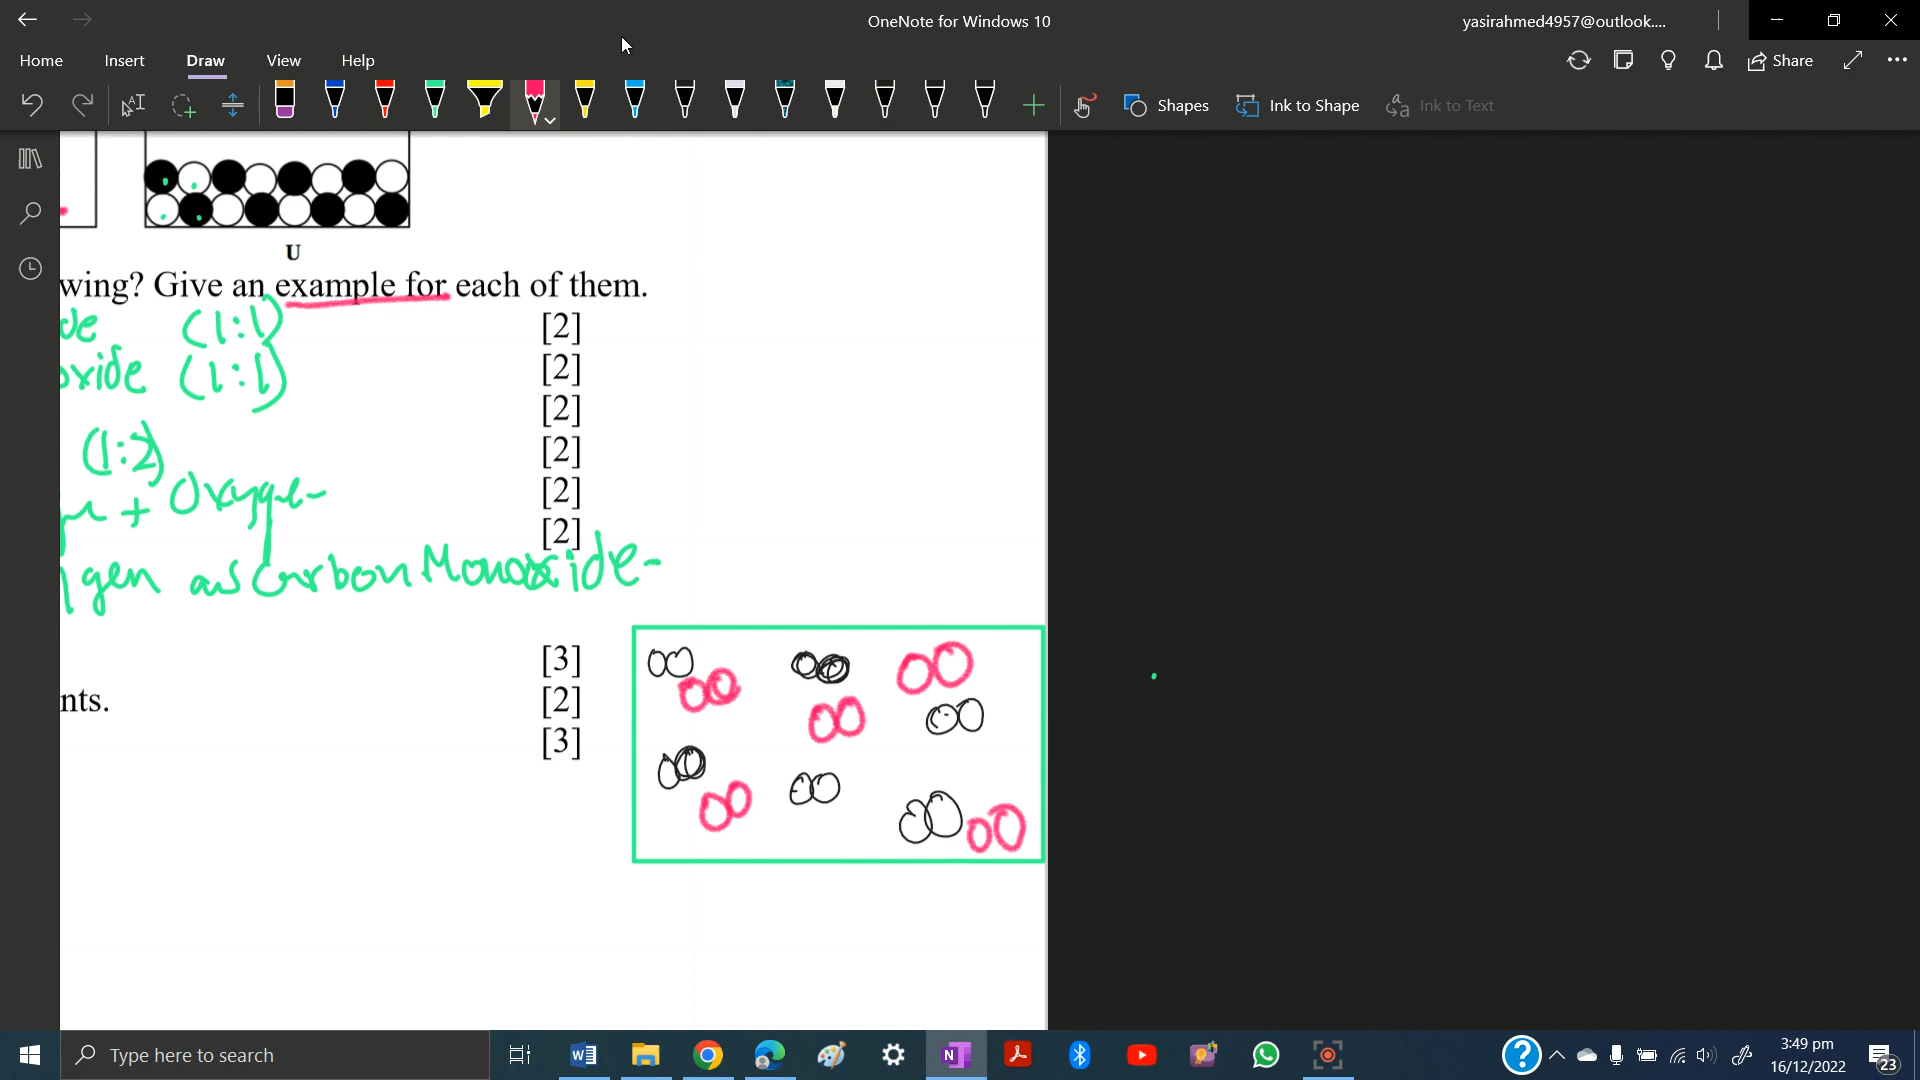 OneNote for Windows 10
yasirahmed4957@outlook....
Home Insert Draw View Help
Share
Shapes
Ink to Shape
Ink to Text
U
wing? Give an example for each of them.
de (1:1) [2]
oxide (1:1) [2]
[2]
(1:2) [2]
+ Oxygen [2]
[2]
gen as Carbon Monoxide
[3]
nts. [2]
[3]
Type here to search
3:49 pm
16/12/2022
23